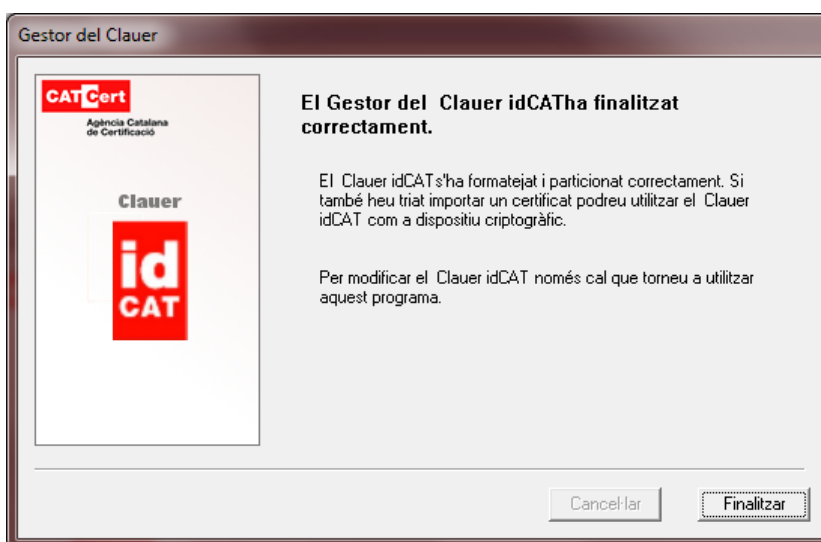 Gestor del Clauer
CATCert
Agència Catalana
de Certificació
Clauer
id
CAT
El Gestor del  Clauer idCATha finalitzat
correctament.
El  Clauer idCATs'ha formatejat i particionat correctament. Si
també heu triat importar un certificat podreu utilitzar el  Clauer
idCAT com a dispositiu criptogràfic.
Per modificar el  Clauer idCAT només cal que torneu a utilitzar
aquest programa.
Cancel·lar
Finalitzar